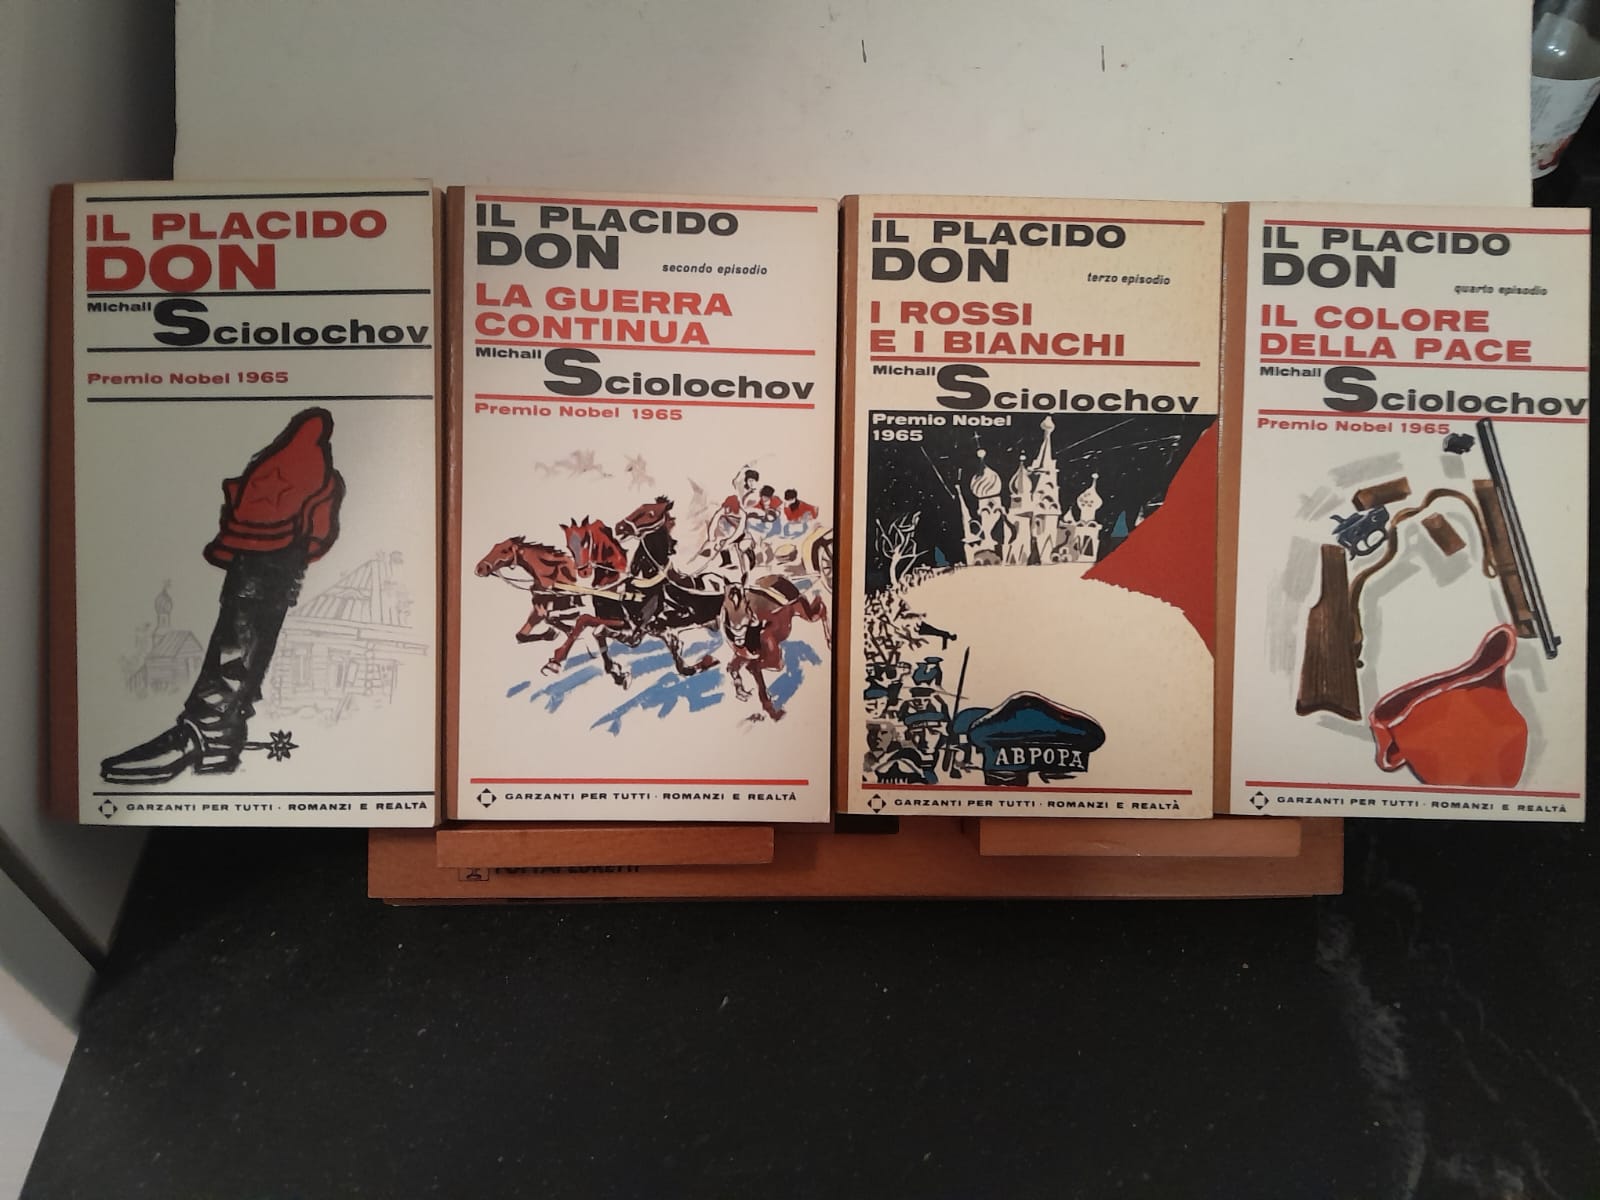 IL PLACIDO
DON
Michail
Sciolochov
Premio Nobel 1965
GARZANTI PER TUTTI · ROMANZI E REALTÀ
IL PLACIDO
DON
secondo episodio
LA GUERRA
CONTINUA
Michail
Sciolochov
Premio Nobel 1965
GARZANTI PER TUTTI · ROMANZI E REALTÀ
IL PLACIDO
DON
terzo episodio
I ROSSI
E I BIANCHI
Michail
Sciolochov
Premio Nobel
1965
АВРОРА
GARZANTI PER TUTTI · ROMANZI E REALTÀ
IL PLACIDO
DON
quarto episodio
IL COLORE
DELLA PACE
Michail
Sciolochov
Premio Nobel 1965
GARZANTI PER TUTTI · ROMANZI E REALTÀ